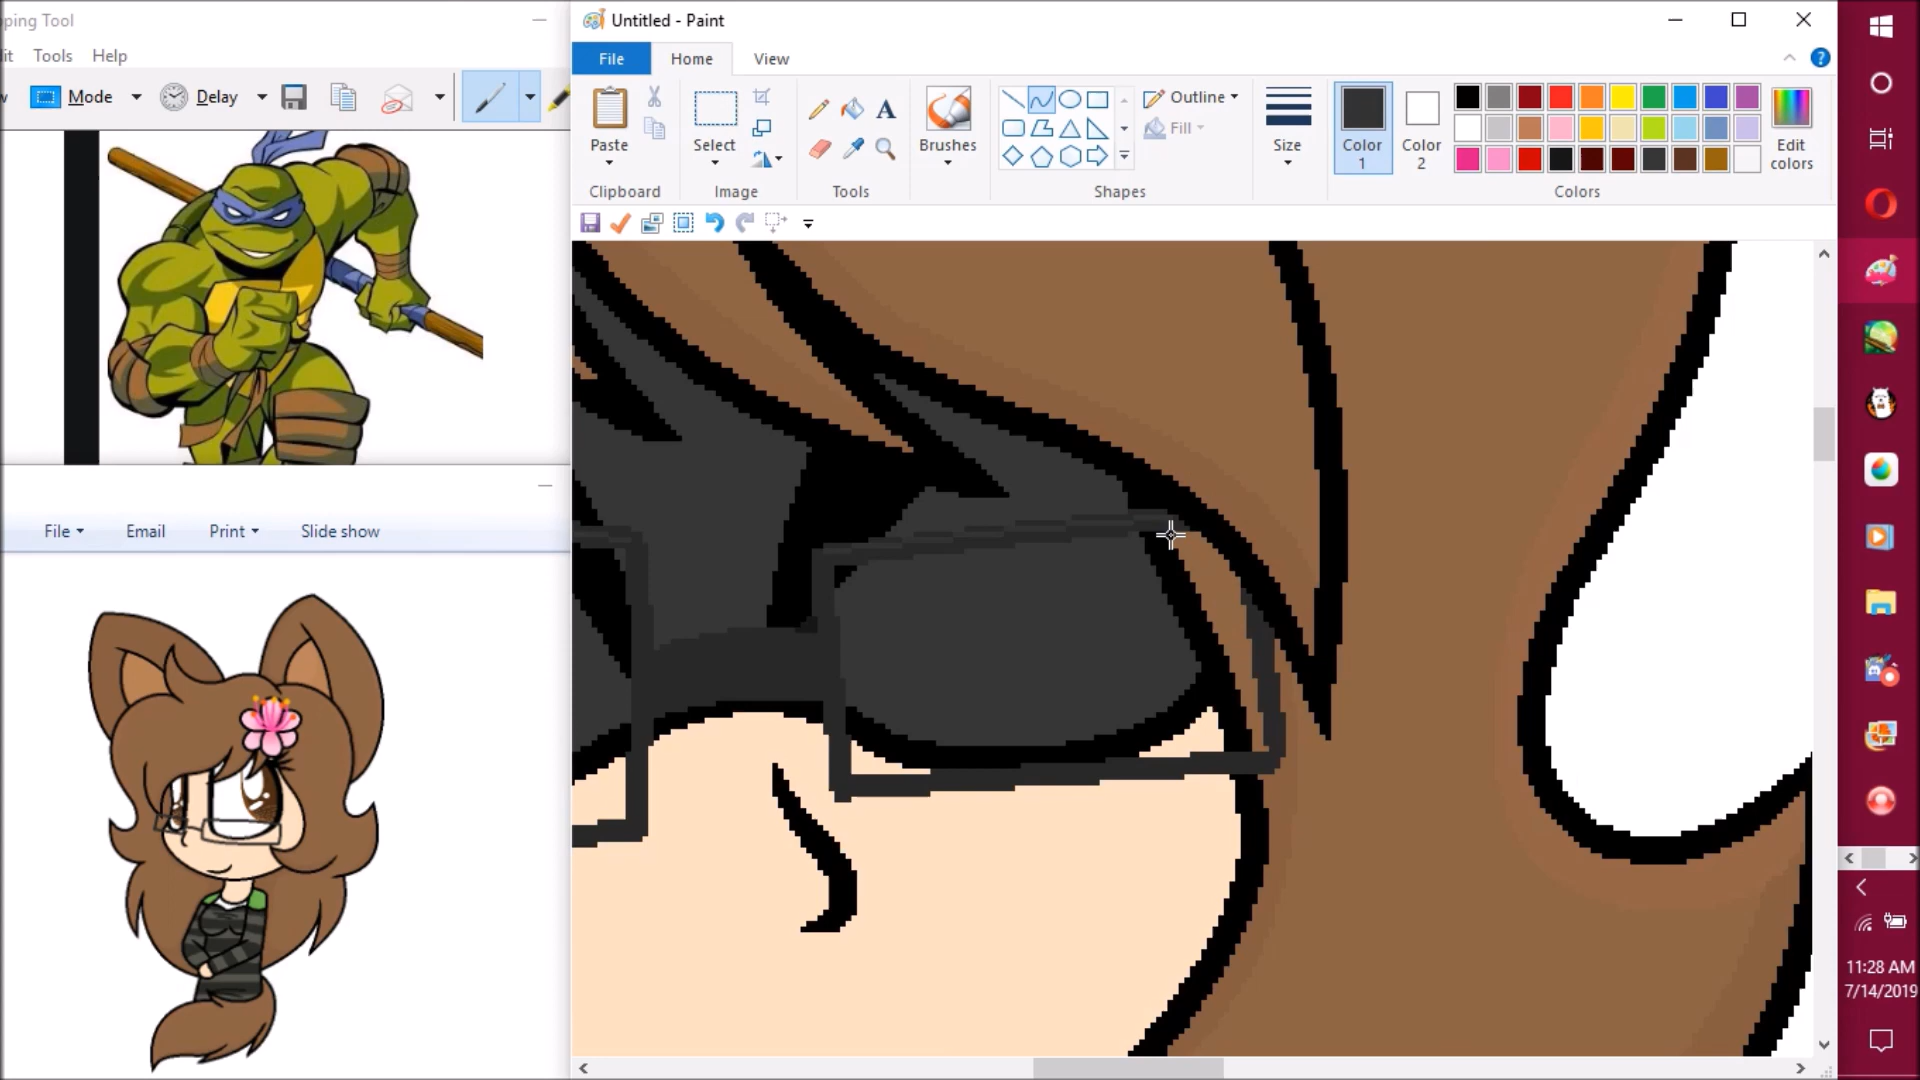 ping Tool
it Tools Help
Mode Delay
File Email Print Slide show
Untitled - Paint
File Home View
Paste
Select
Brushes
Outline
Fill
Size
Color
1
Color
2
Edit
colors
Clipboard Image Tools Shapes Colors
11:28 AM
7/14/2019